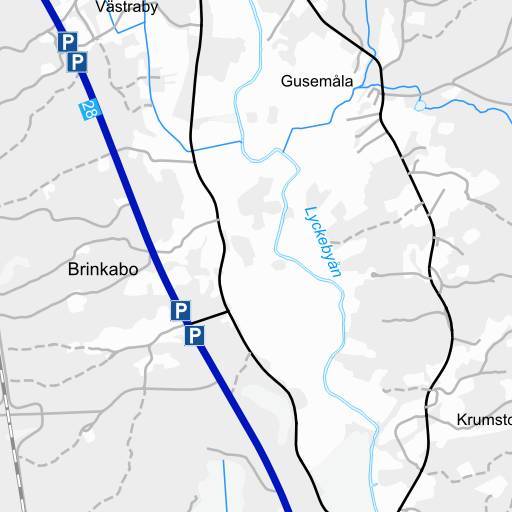 Västraby
P
P
Gusemåla
28
Lyckebyån
Brinkabo
P
P
Krumsto